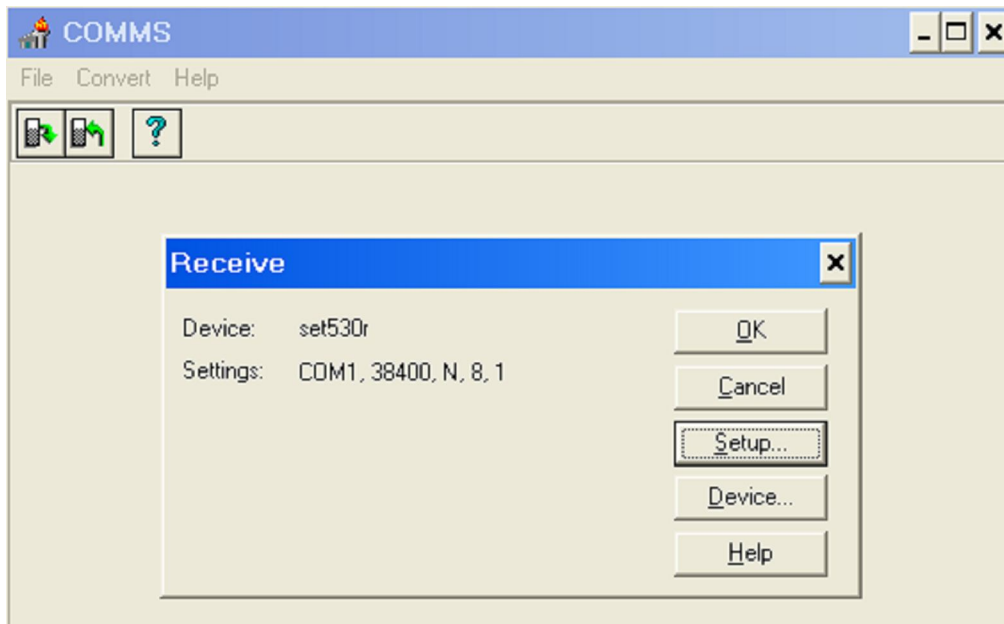 COMMS
File Convert Help
?
Receive
Device: set530r
Settings: COM1, 38400, N, 8, 1
OK
Cancel
Setup...
Device...
Help